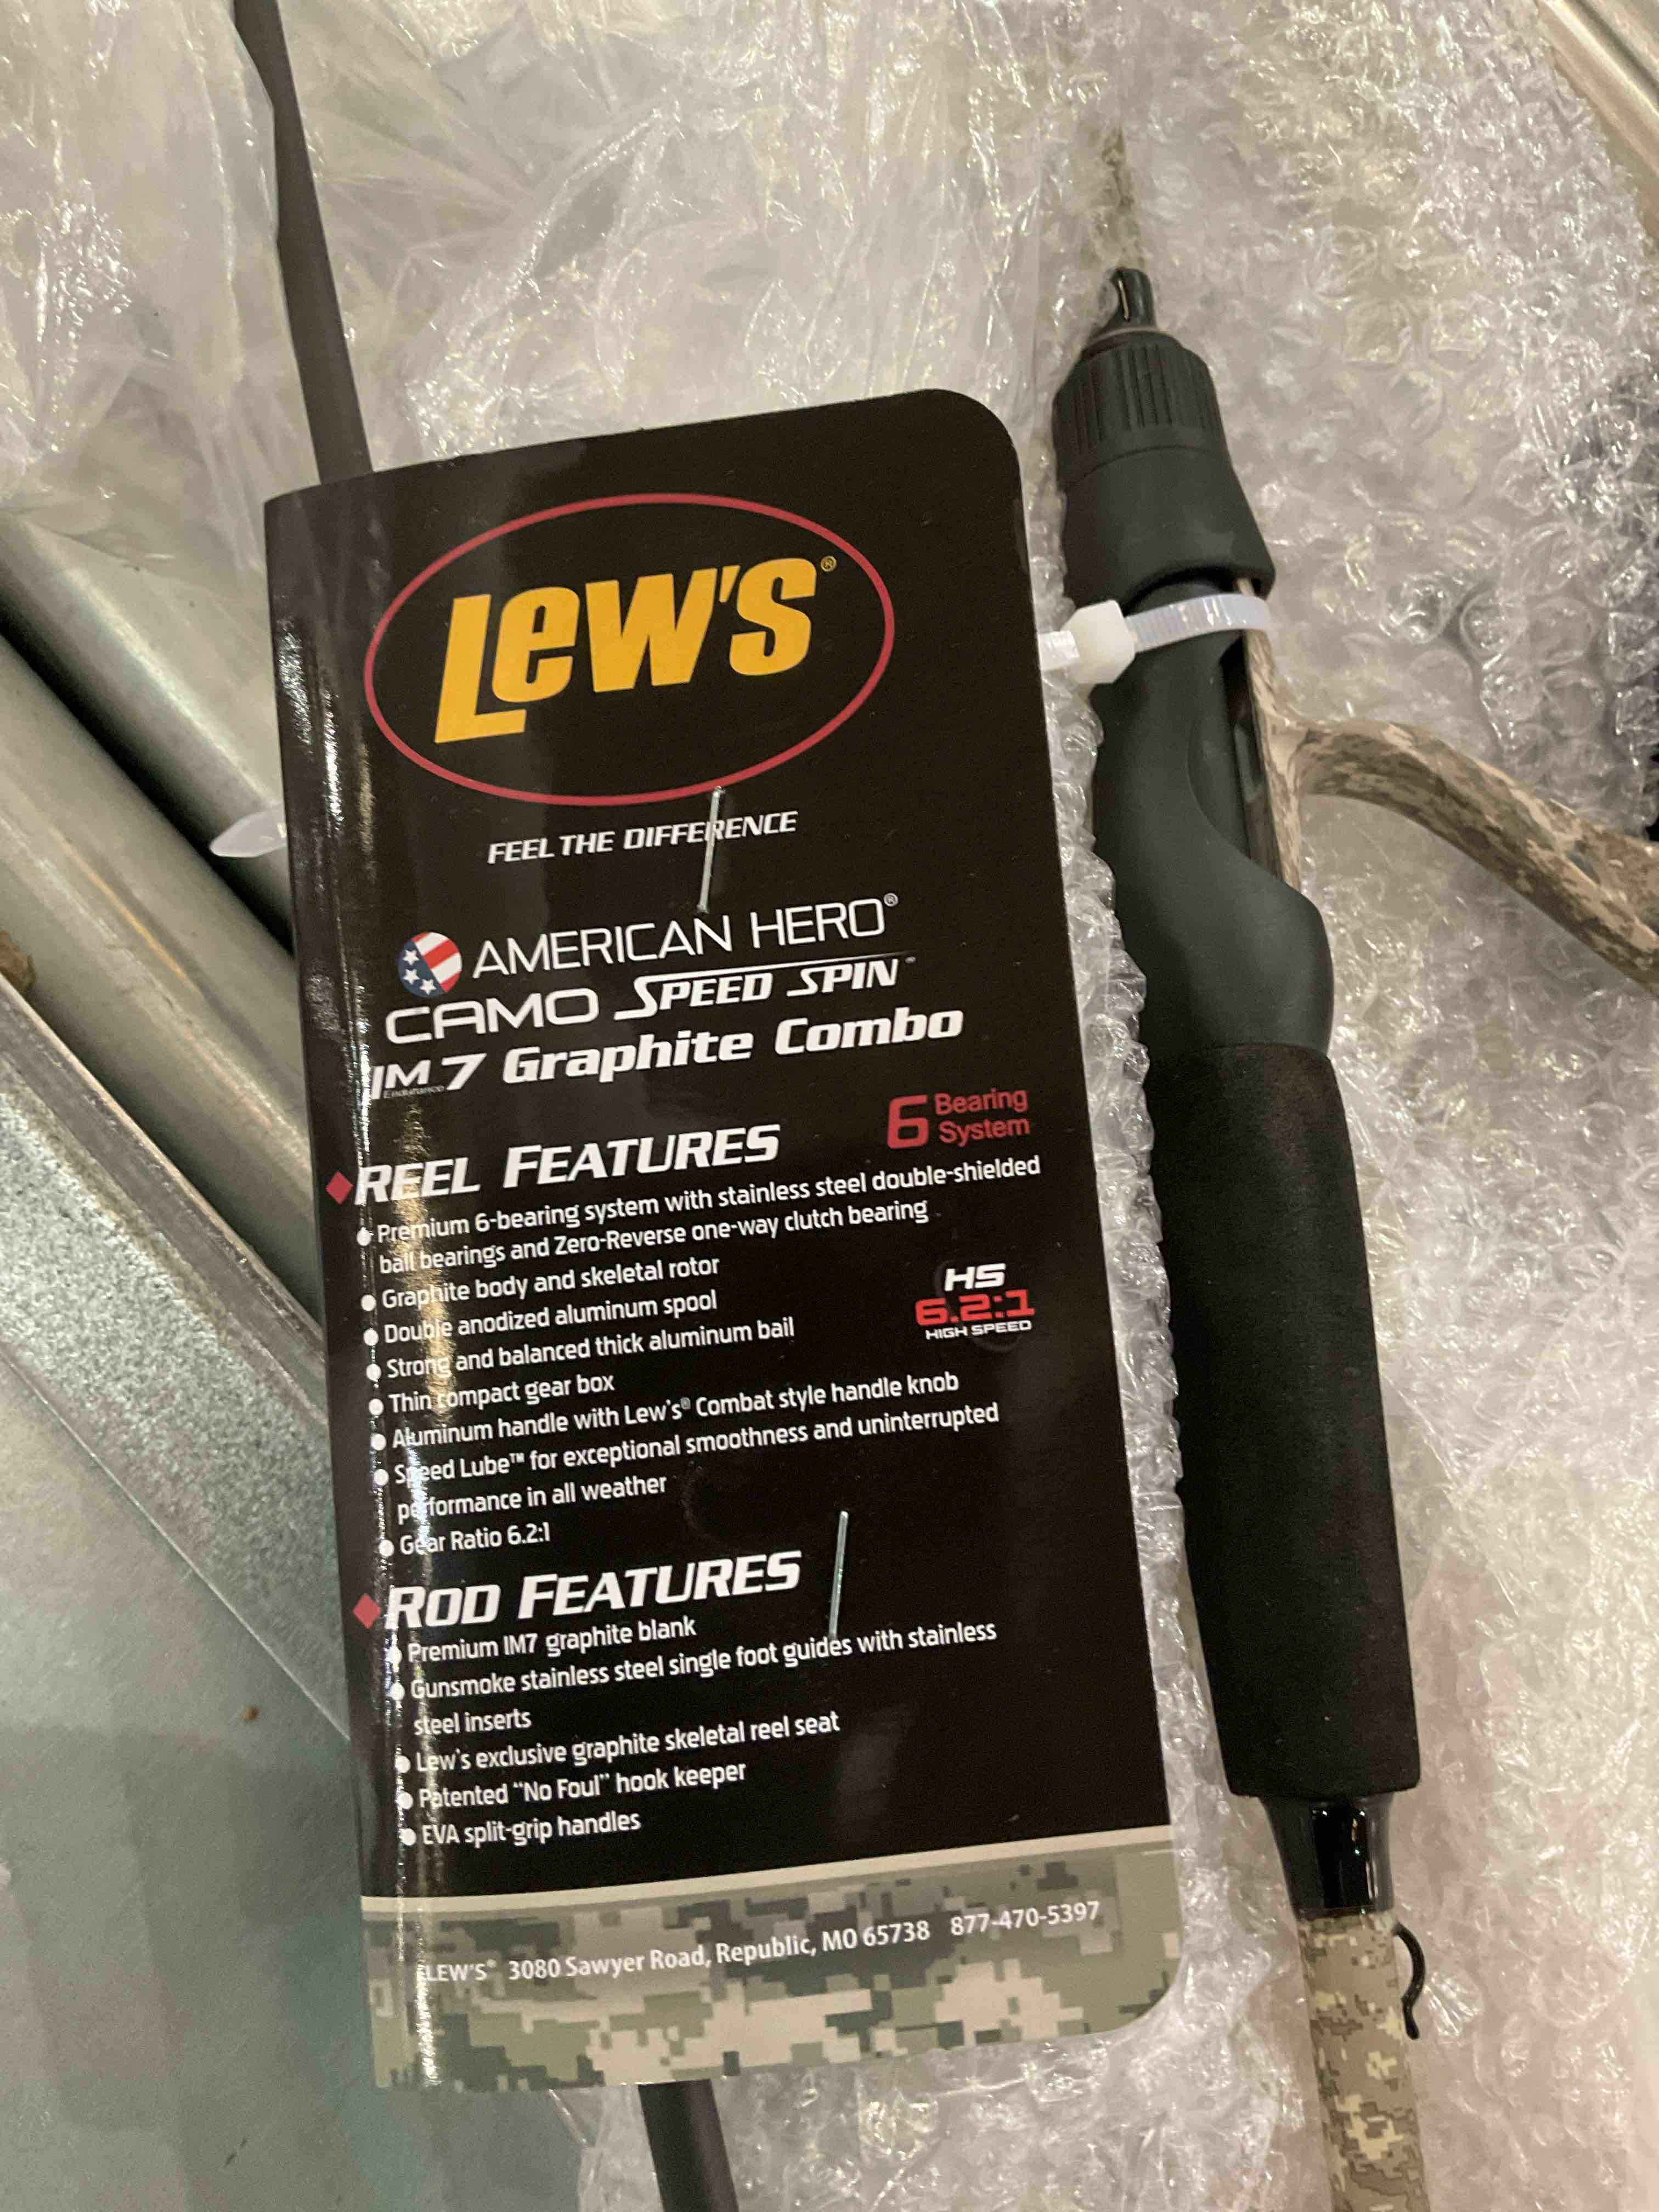 LEW'S®
FEEL THE DIFFERENCE
AMERICAN HERO®
CAMO SPEED SPIN™
IM7 Graphite Combo
Endurance
6 Bearing
System
REEL FEATURES
Premium 6-bearing system with stainless steel double-shielded
ball bearings and Zero-Reverse one-way clutch bearing
Graphite body and skeletal rotor
Double anodized aluminum spool
Strong and balanced thick aluminum bail
HS
6.2:1
HIGH SPEED
Thin compact gear box
Aluminum handle with Lew's® Combat style handle knob
Speed Lube™ for exceptional smoothness and uninterrupted
performance in all weather
Gear Ratio 6.2:1
ROD FEATURES
Premium IM7 graphite blank
Gunsmoke stainless steel single foot guides with stainless
steel inserts
Lew's exclusive graphite skeletal reel seat
Patented “No Foul” hook keeper
EVA split-grip handles
LEW'S® 3080 Sawyer Road, Republic, MO 65738 877-470-5397